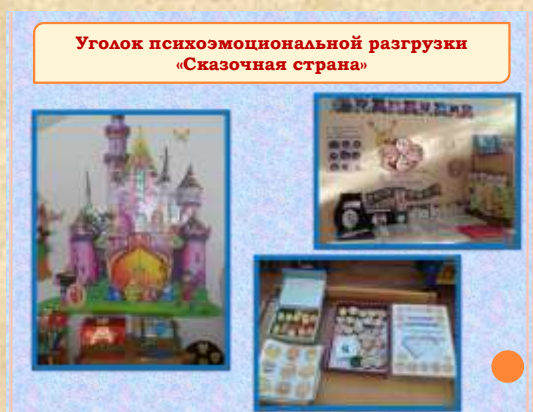 Уголок психоэмоциональной разгрузки
«Сказочная страна»